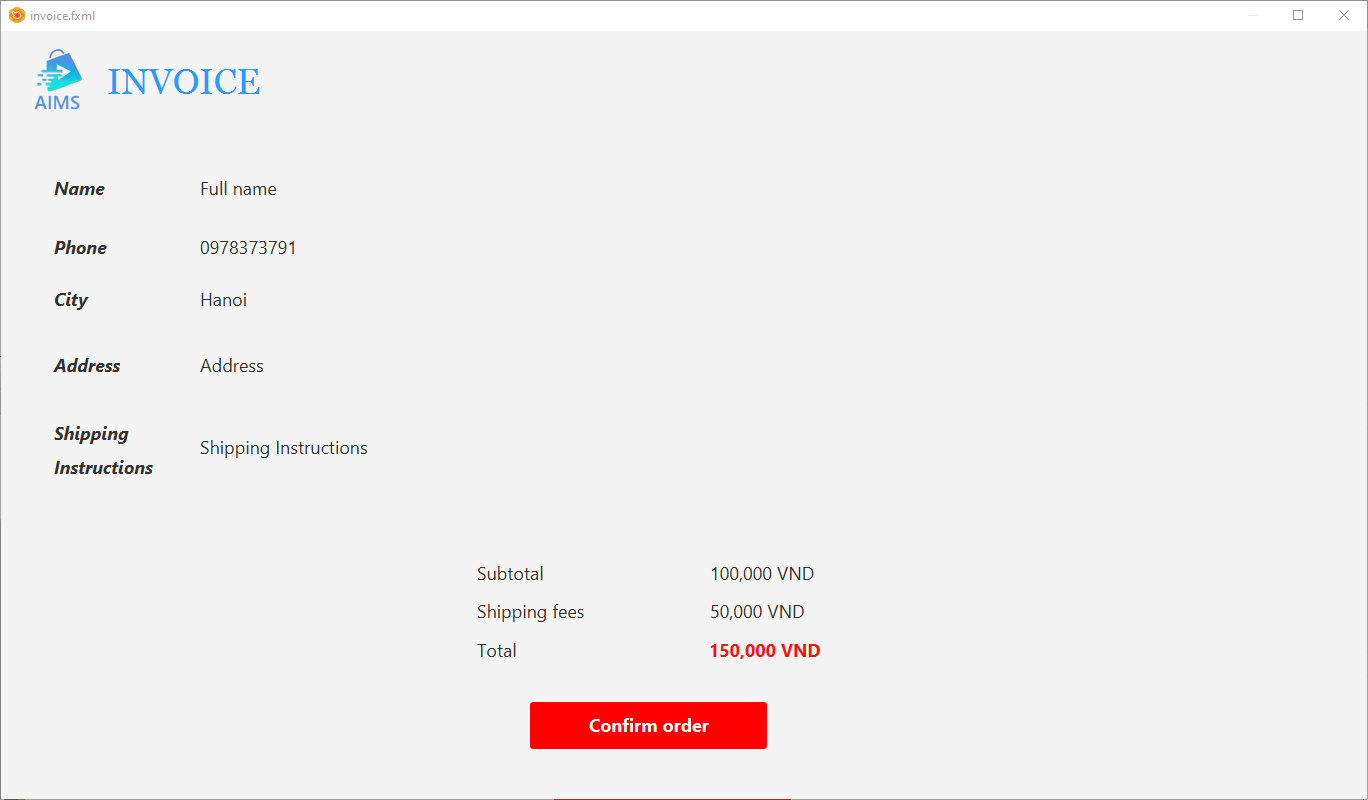 invoice.fxml
AIMS
INVOICE
Name Full name
Phone 0978373791
City Hanoi
Address Address
Shipping
Instructions
Shipping Instructions
Subtotal 100,000 VND
Shipping fees 50,000 VND
Total 150,000 VND
Confirm order